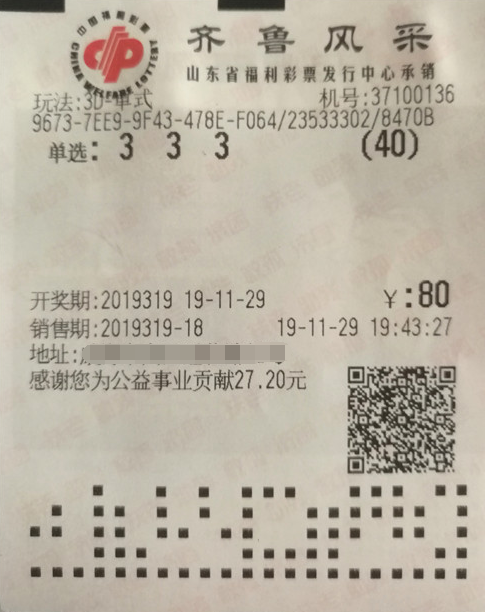 中国福利彩票
CHINA WELFARE LOTTERY
齐鲁风采
山东省福利彩票发行中心承销
玩法:3D-单式 机号:37100136
9673-7EE9-9F43-478E-F064/23533302/8470B
单选: 3 3 3 (40)
开奖期:2019319 19-11-29 ¥:80
销售期:2019319-18 19-11-29 19:43:27
地址:
感谢您为公益事业贡献27.20元